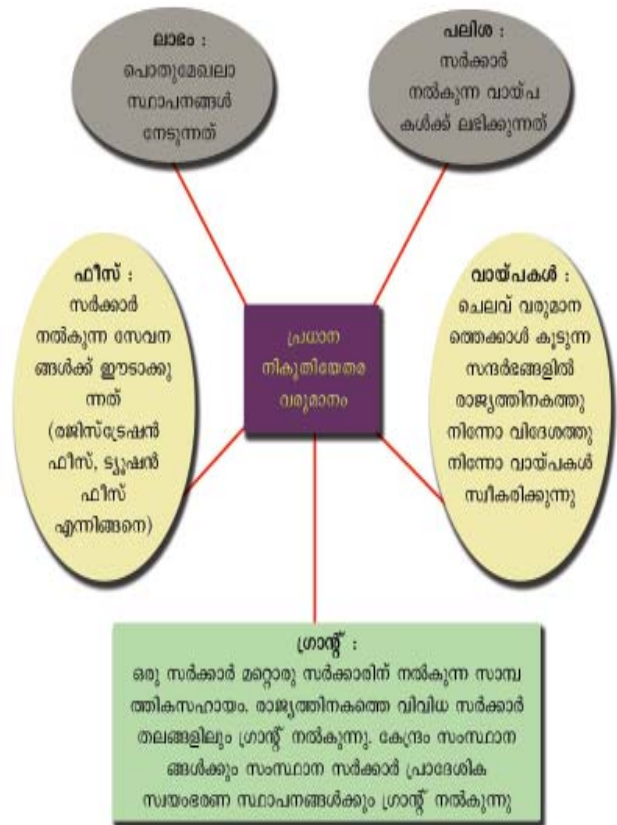 ലാഭം :
പൊതുമേഖലാ
സ്ഥാപനങ്ങൾ
നേടുന്നത്
പലിശ :
സർക്കാർ
നൽകുന്ന വായ്പ
കൾക്ക് ലഭിക്കുന്നത്
ഫീസ് :
സർക്കാർ
നൽകുന്ന സേവന
ങ്ങൾക്ക് ഈടാക്കു
ന്നത്
(രജിസ്ട്രേഷൻ
ഫീസ്, ട്യൂഷൻ
ഫീസ്
എന്നിങ്ങനെ)
പ്രധാന
നികുതിയേതര
വരുമാനം
വായ്പകൾ :
ചെലവ് വരുമാന
ത്തെക്കാൾ കൂടുന്ന
സന്ദർഭങ്ങളിൽ
രാജ്യത്തിനകത്തു
നിന്നോ വിദേശത്തു
നിന്നോ വായ്പകൾ
സ്വീകരിക്കുന്നു
ഗ്രാന്റ് :
ഒരു സർക്കാർ മറ്റൊരു സർക്കാരിന് നൽകുന്ന സാമ്പ
ത്തികസഹായം. രാജ്യത്തിനകത്തെ വിവിധ സർക്കാർ
തലങ്ങളിലും ഗ്രാന്റ് നൽകുന്നു. കേന്ദ്രം സംസ്ഥാന
ങ്ങൾക്കും സംസ്ഥാന സർക്കാർ പ്രാദേശിക
സ്വയംഭരണ സ്ഥാപനങ്ങൾക്കും ഗ്രാന്റ് നൽകുന്നു